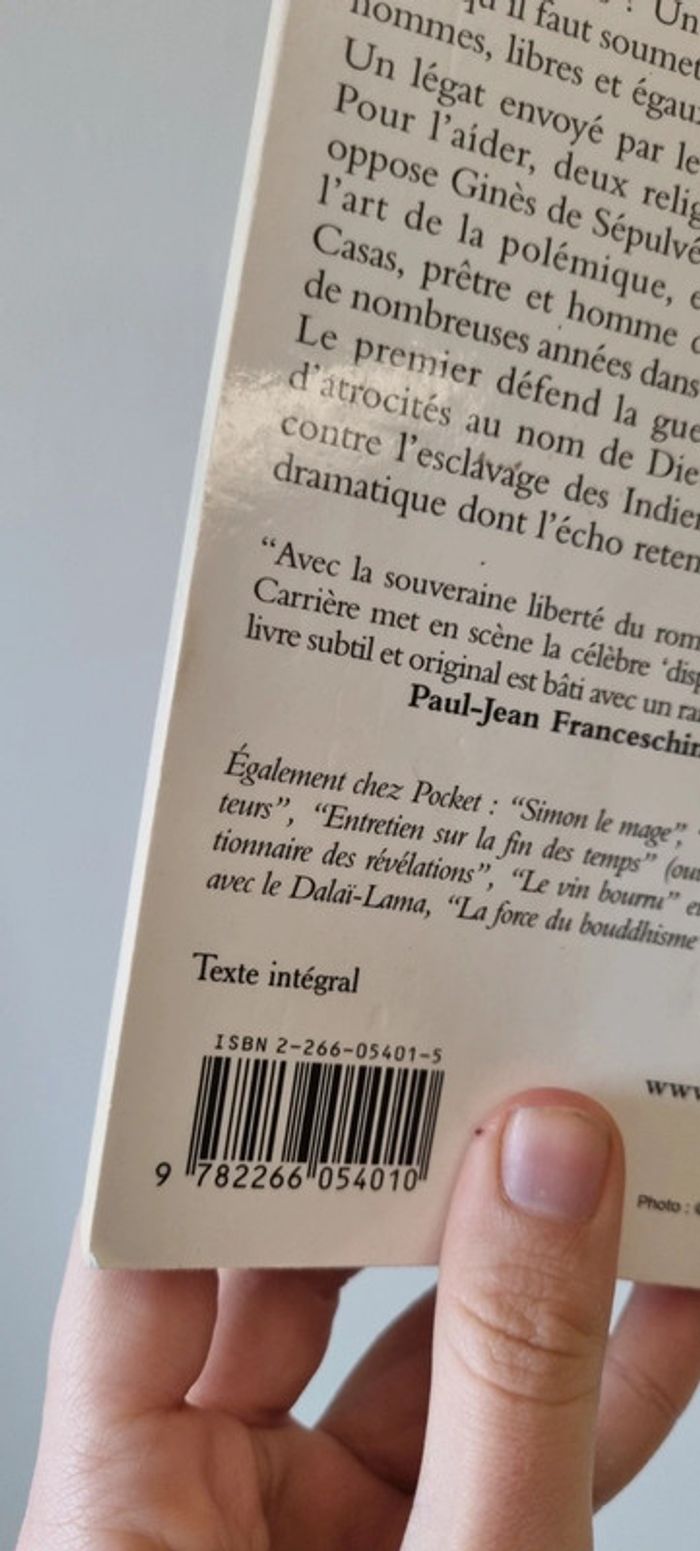 qu'il faut soumet
hommes, libres et égaux
Un légat envoyé par le
Pour l'aider, deux relig
oppose Ginès de Sépulvé
l'art de la polémique, e
Casas, prêtre et homme d
de nombreuses années dans
Le premier défend la gue
d'atrocités au nom de Die
contre l'esclavage des Indien
dramatique dont l'écho reten
“Avec la souveraine liberté du rom
Carrière met en scène la célèbre ‘disp
livre subtil et original est bâti avec un ra
Paul-Jean Franceschin
Également chez Pocket : “Simon le mage”,
teurs”, “Entretien sur la fin des temps” (ou
tionnaire des révélations”, “Le vin bourru” e
avec le Dalaï-Lama, “La force du bouddhisme
Texte intégral
ISBN 2-266-05401-5
www
9 782266 054010
Photo : ©